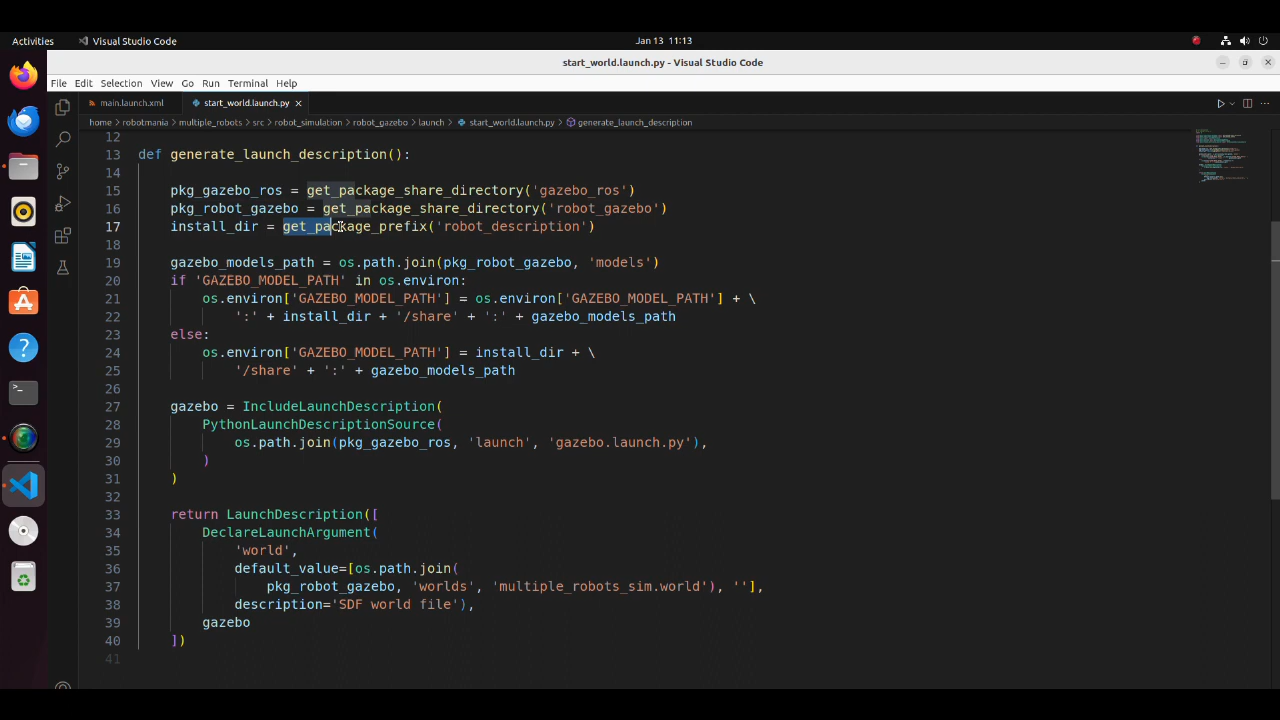 Activities
Visual Studio Code
Jan 13 11:13
start_world.launch.py - Visual Studio Code
File Edit Selection View Go Run Terminal Help
main.launch.xml
start_world.launch.py
home > robotmania > multiple_robots > src > robot_simulation > robot_gazebo > launch > start_world.launch.py > generate_launch_description
12
13 def generate_launch_description():
14
15 pkg_gazebo_ros = get_package_share_directory('gazebo_ros')
16 pkg_robot_gazebo = get_package_share_directory('robot_gazebo')
17 install_dir = get_package_prefix('robot_description')
18
19 gazebo_models_path = os.path.join(pkg_robot_gazebo, 'models')
20 if 'GAZEBO_MODEL_PATH' in os.environ:
21 os.environ['GAZEBO_MODEL_PATH'] = os.environ['GAZEBO_MODEL_PATH'] + \
22 ':' + install_dir + '/share' + ':' + gazebo_models_path
23 else:
24 os.environ['GAZEBO_MODEL_PATH'] = install_dir + \
25 '/share' + ':' + gazebo_models_path
26
27 gazebo = IncludeLaunchDescription(
28 PythonLaunchDescriptionSource(
29 os.path.join(pkg_gazebo_ros, 'launch', 'gazebo.launch.py'),
30 )
31 )
32
33 return LaunchDescription([
34 DeclareLaunchArgument(
35 'world',
36 default_value=[os.path.join(
37 pkg_robot_gazebo, 'worlds', 'multiple_robots_sim.world'), ''],
38 description='SDF world file'),
39 gazebo
40 ])
41